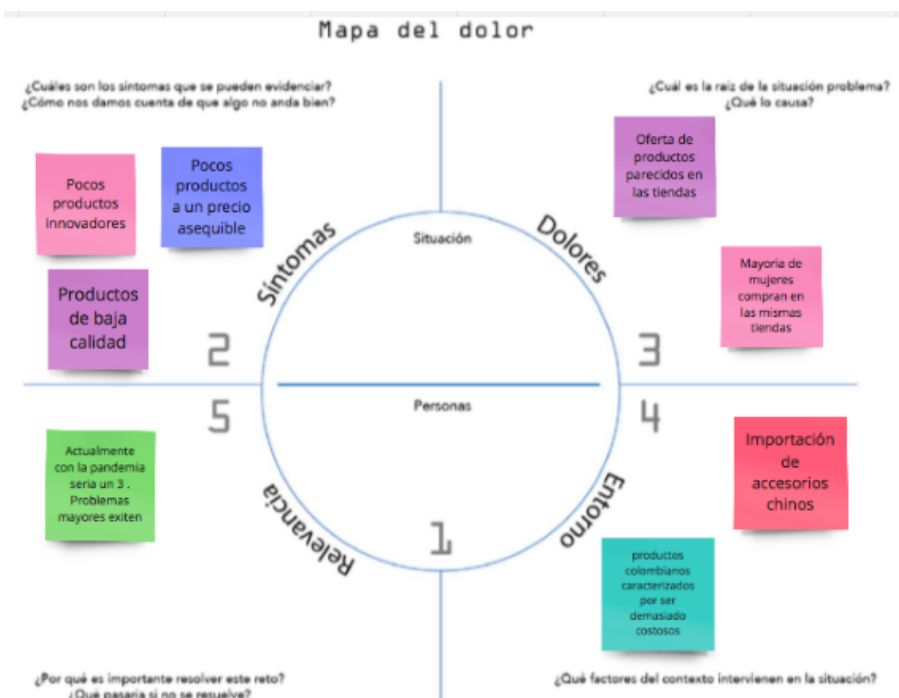 Mapa del dolor
¿Cuáles son los síntomas que se pueden evidenciar?
¿Cómo nos damos cuenta de que algo no anda bien?
¿Cuál es la raíz de la situación problema?
¿Qué lo causa?
Pocos
productos
innovadores
Pocos
productos
a un precio
asequible
Productos
de baja
calidad
Síntomas
2
Situación
Dolores
3
Oferta de
productos
parecidos en
las tiendas
Mayoria de
mujeres
compran en
las mismas
tiendas
5
Actualmente
con la pandemia
seria un 3 .
Problemas
mayores exiten
Relevancia
Personas
1
4
Entorno
Importación
de
accesorios
chinos
productos
colombianos
caracterizados
por ser
demasiado
costosos
¿Por qué es importante resolver este reto?
¿Qué pasaría si no se resuelve?
¿Qué factores del contexto intervienen en la situación?